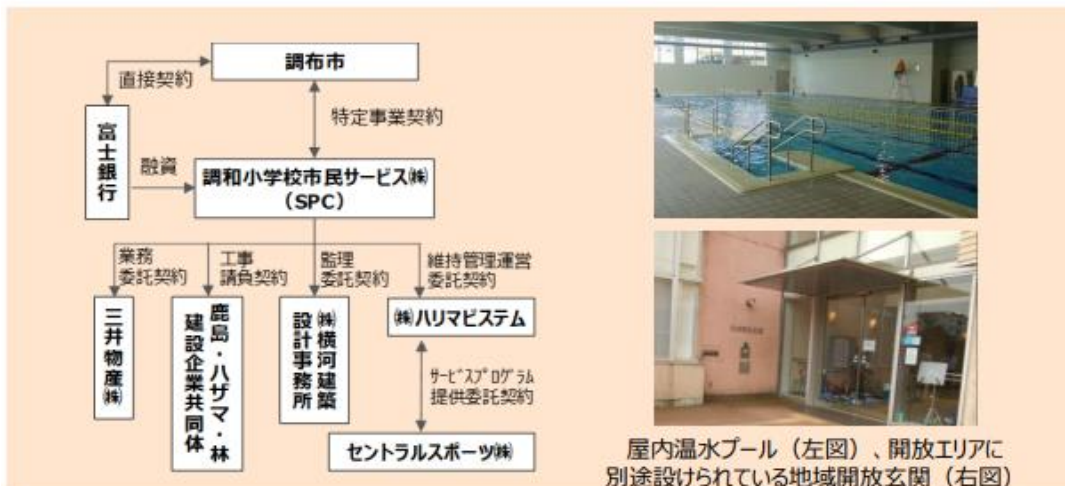 調布市
直接契約
特定事業契約
富士銀行
融資
調和小学校市民サービス㈱
（SPC）
業務
委託契約
工事
請負契約
監理
委託契約
維持管理運営
委託契約
三井物産㈱
鹿島・ハザマ・林
建設企業共同体
㈱横河建築
設計事務所
㈱ハリマビステム
ｻｰﾋﾞｽﾌﾟﾛｸﾞﾗﾑ
提供委託契約
セントラルスポーツ㈱
屋内温水プール（左図）、開放エリアに
別途設けられている地域開放玄関（右図）